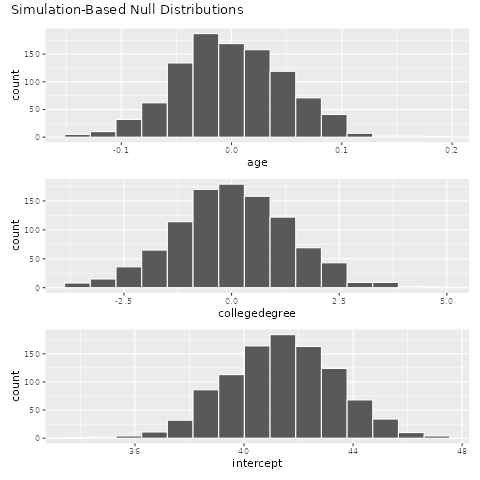 Simulation-Based Null Distributions
150
100
50
0
count
-0.1 0.0 0.1 0.2
age
150
100
50
0
count
-2.5 0.0 2.5 5.0
collegedegree
150
100
50
0
count
36 40 44 48
intercept